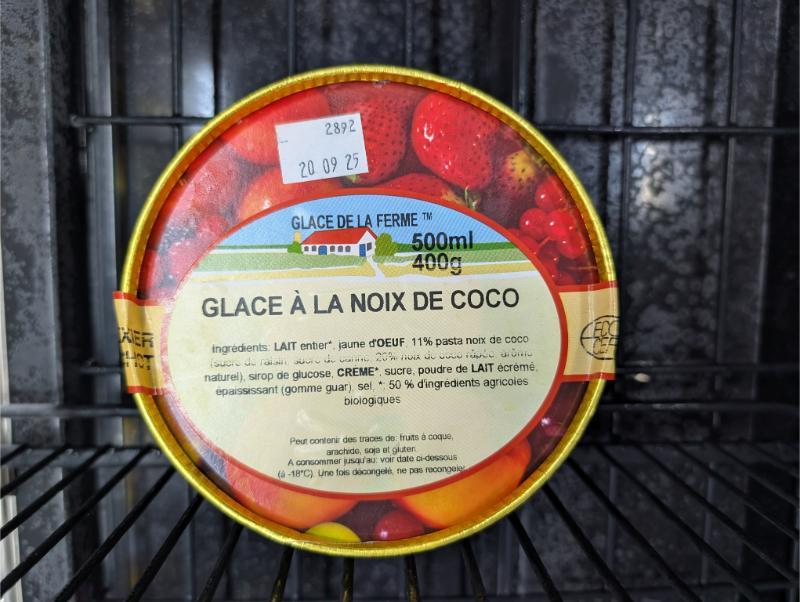 2892
20 09 25
GLACE DE LA FERME ™
500ml
400g
GLACE À LA NOIX DE COCO
Ingrédients: LAIT entier*, jaune d'OEUF, 11% pasta noix de coco
(sucre de raisin, sucre de canne, 26% noix de coco râpée, arôme
naturel), sirop de glucose, CREME*, sucre, poudre de LAIT écrémé,
épaississant (gomme guar), sel, *: 50 % d'ingrédients agricoles
biologiques
Peut contenir des traces de: fruits à coque,
arachide, soja et gluten.
A consommer jusqu'au: voir date ci-dessous
(à -18°C). Une fois décongelé, ne pas recongeler